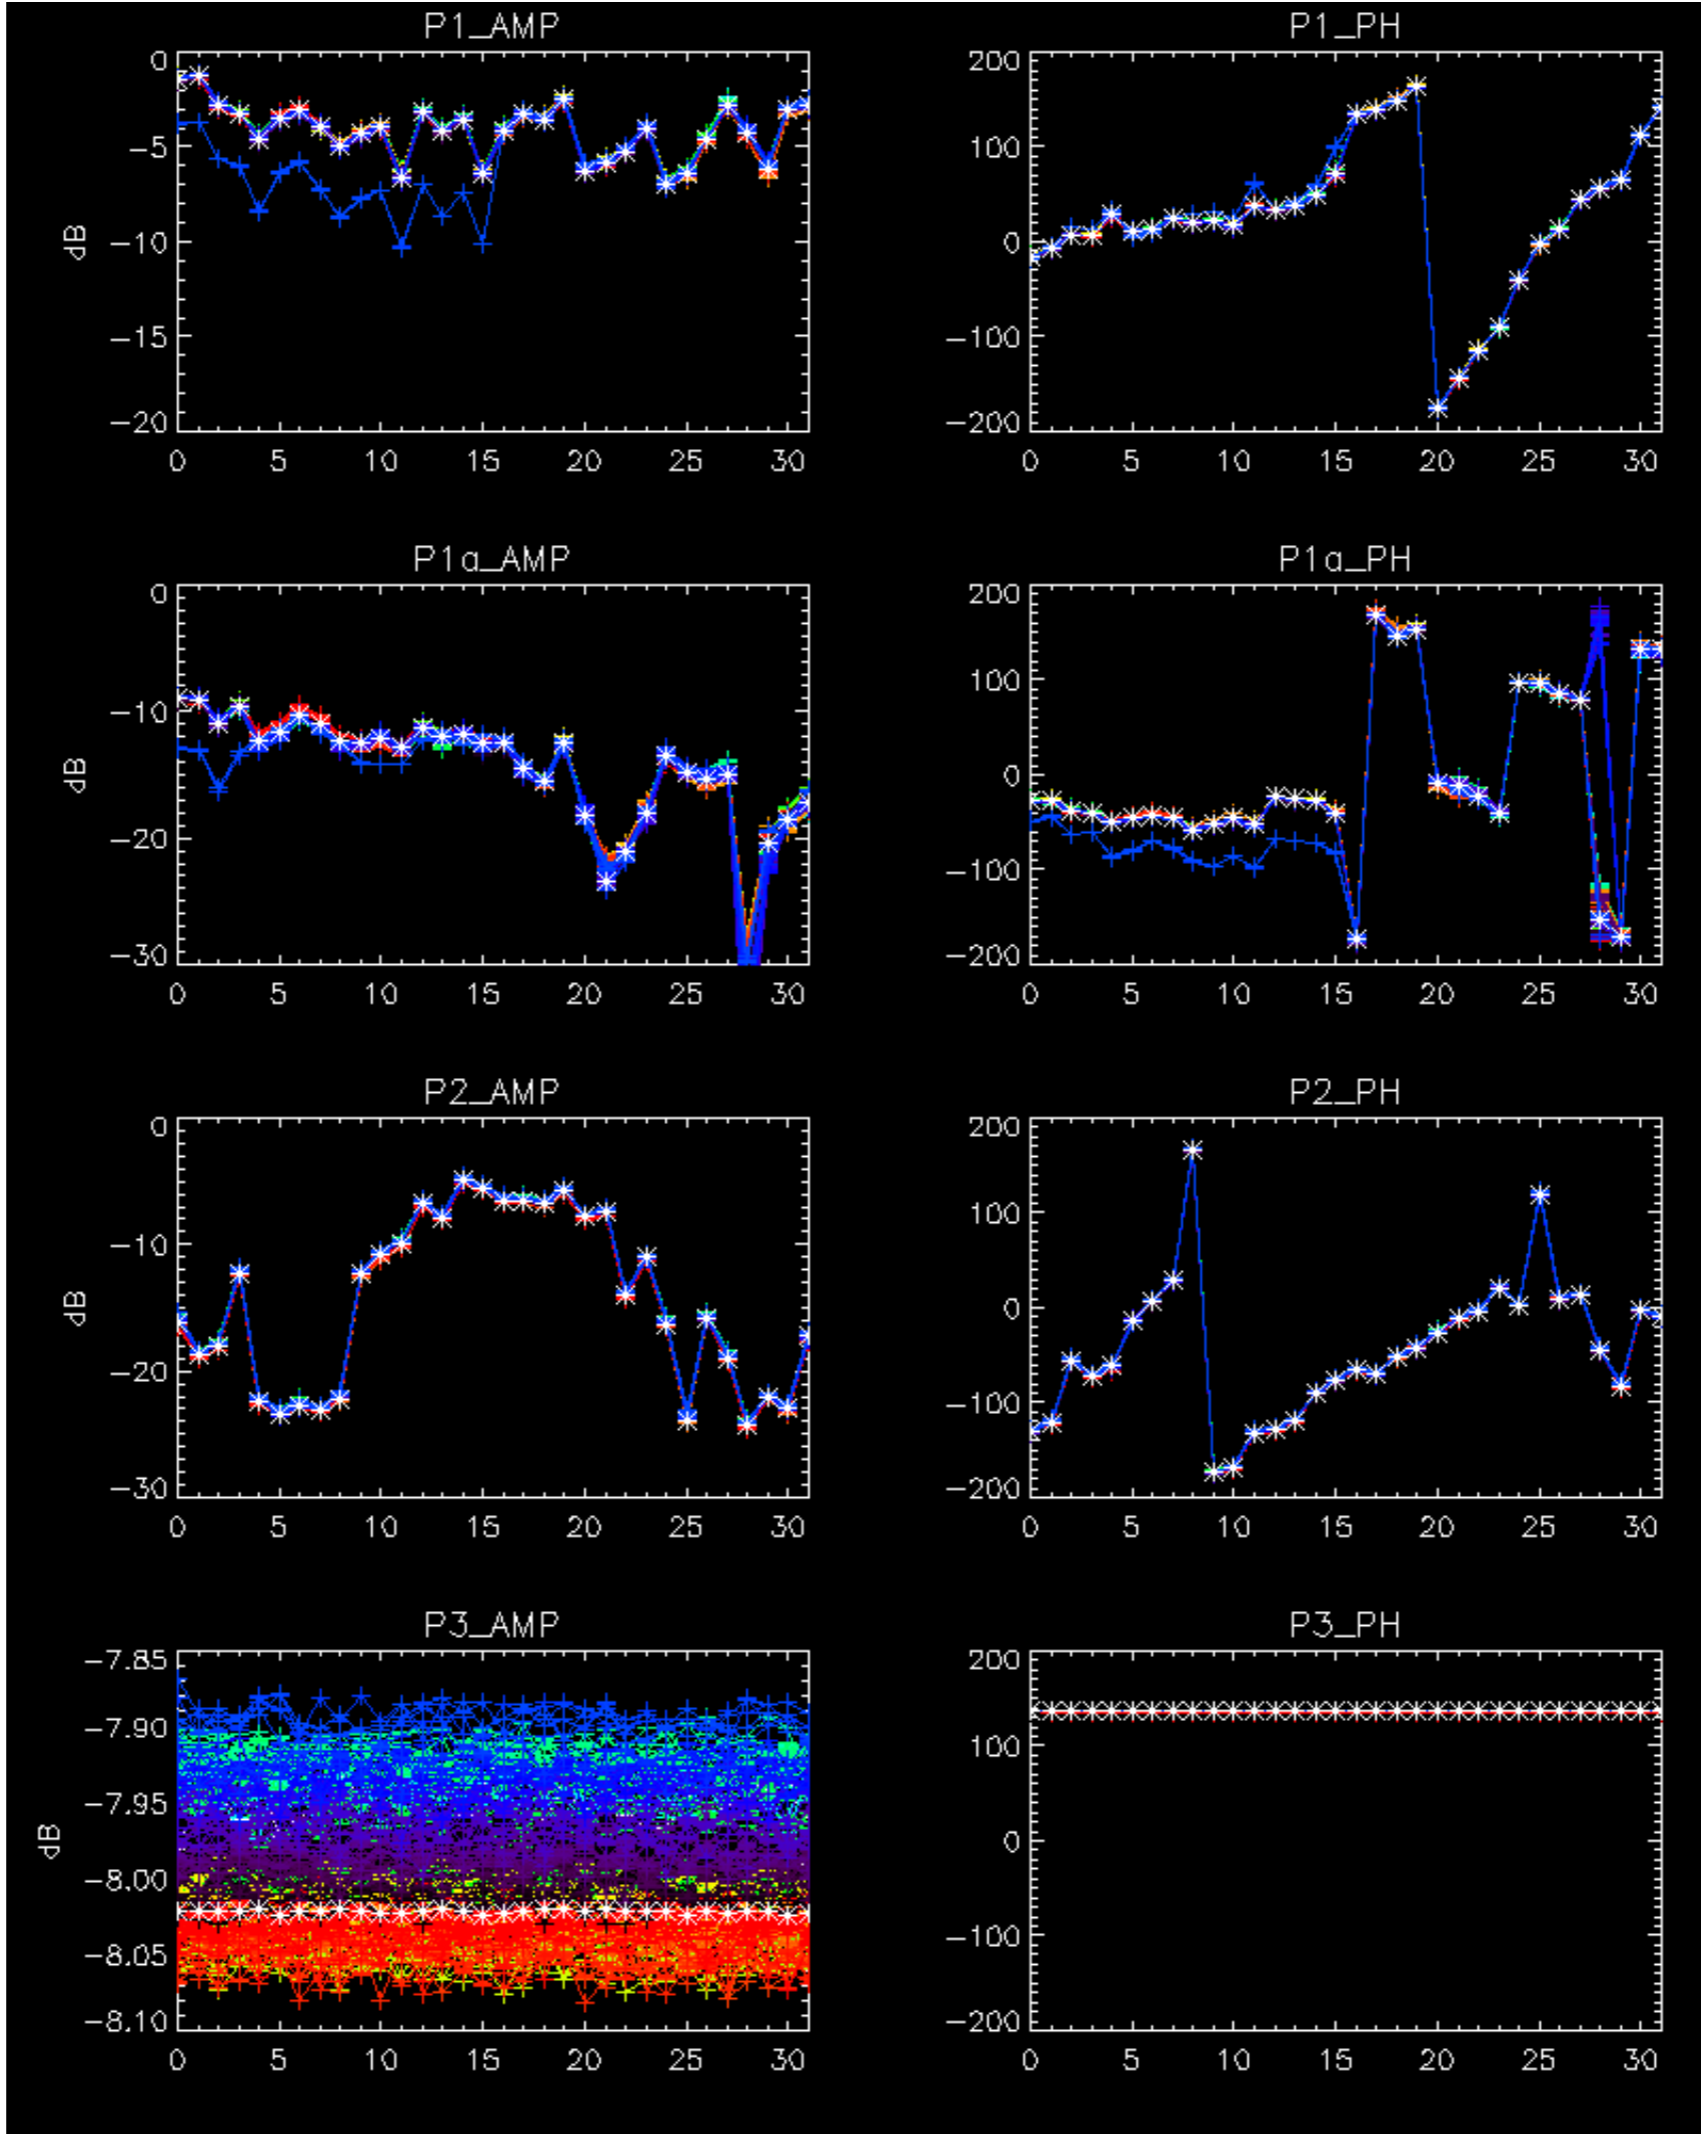 P1_AMP P1_PH
0 200
−5 100
−10 0
−15 −100
−20 −200
dB
0 5 10 15 20 25 30 0 5 10 15 20 25 30
P1a_AMP P1a_PH
0 200
−10 100
−20 0
−30 −100
−200
dB
0 5 10 15 20 25 30 0 5 10 15 20 25 30
P2_AMP P2_PH
0 200
−10 100
−20 0
−30 −100
−200
dB
0 5 10 15 20 25 30 0 5 10 15 20 25 30
P3_AMP P3_PH
−7.85 200
−7.90 100
−7.95 0
−8.00 −100
−8.05 −200
−8.10
dB
0 5 10 15 20 25 30 0 5 10 15 20 25 30